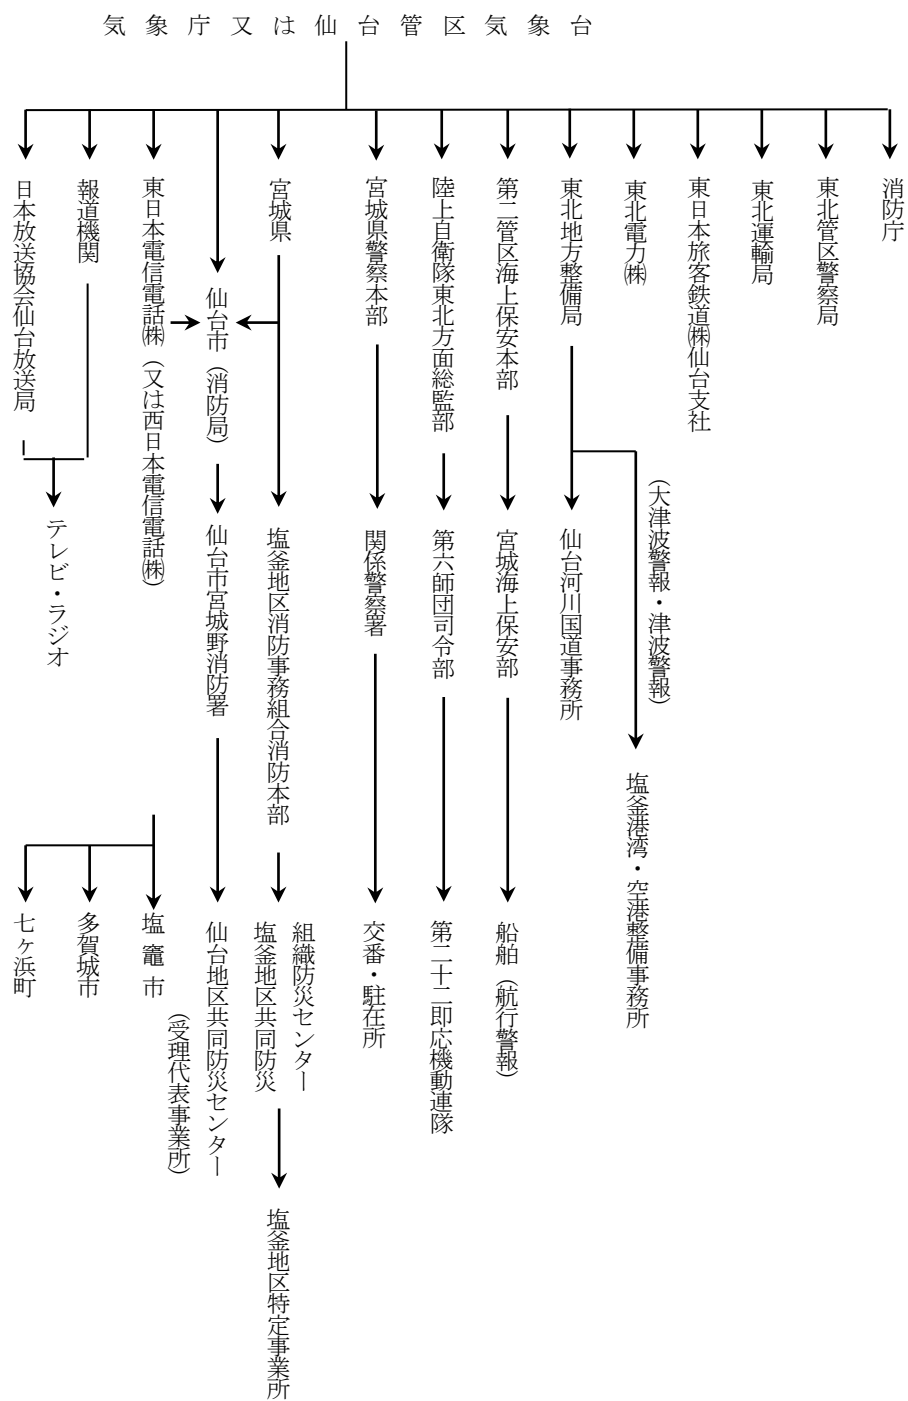 気象庁又は仙台管区気象台
消防庁
東北管区警察局
東北運輸局
東日本旅客鉄道㈱仙台支社
東北電力㈱
東北地方整備局
第二管区海上保安本部
陸上自衛隊東北方面総監部
宮城県警察本部
宮城県
仙台市（消防局）
東日本電信電話㈱（又は西日本電信電話㈱）
報道機関
日本放送協会仙台放送局
（大津波警報・津波警報）
塩釜港湾・空港整備事務所
仙台河川国道事務所
宮城海上保安部
第六師団司令部
関係警察署
塩釜地区消防事務組合消防本部
仙台市宮城野消防署
テレビ・ラジオ
船舶（航行警報）
第二十二即応機動連隊
交番・駐在所
組織防災センター
塩釜地区共同防災
仙台地区共同防災センター
（受理代表事業所）
塩竈市
多賀城市
七ヶ浜町
塩釜地区特定事業所